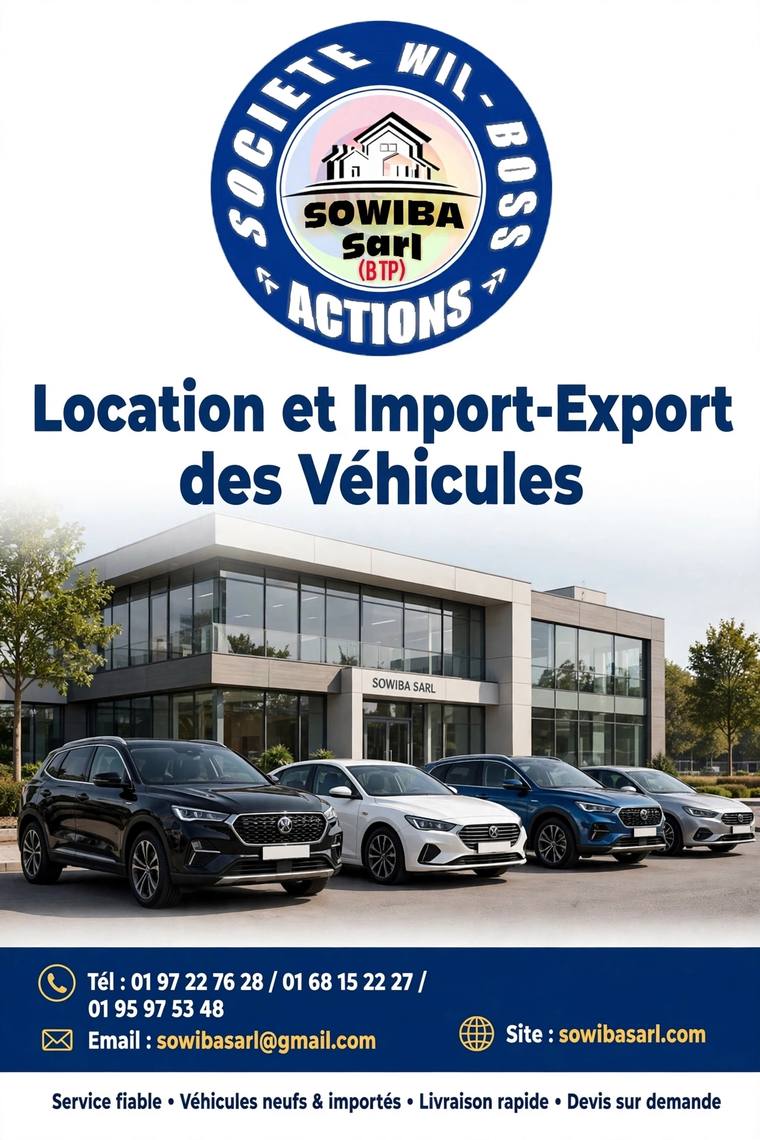 SOCIETE WIL-BOSS
SOWIBA
Sarl
(BTP)
« ACTIONS »
Location et Import-Export
des Véhicules
SOWIBA SARL
Tél : 01 97 22 76 28 / 01 68 15 22 27 /
01 95 97 53 48
Email : sowibasarl@gmail.com
Site : sowibasarl.com
Service fiable • Véhicules neufs & importés • Livraison rapide • Devis sur demande